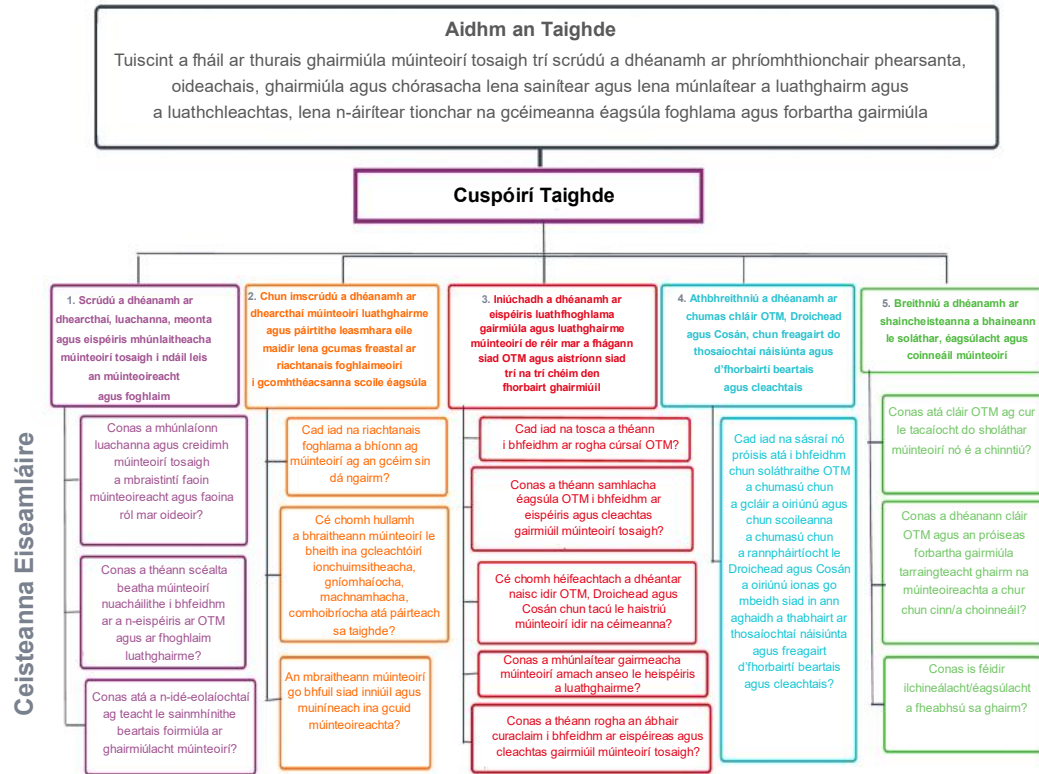 Aidhm an Taighde
Tuiscint a fháil ar thurais ghairmiúla múinteoirí tosaigh trí scrúdú a dhéanamh ar phríomhthionchair phearsanta,
oideachais, ghairmiúla agus chórasacha lena sainítear agus lena múnlaítear a luathghairm agus
a luathchleachtas, lena n-áirítear tionchar na gcéimeanna éagsúla foghlama agus forbartha gairmiúla
Cuspóirí Taighde
1. Scrúdú a dhéanamh ar
dhearcthaí, luachanna, meonta
agus eispéiris mhúnlaitheacha
múinteoirí tosaigh i ndáil leis
an múinteoireacht
agus foghlaim
Conas a mhúnlaíonn
luachanna agus creidimh
múinteoirí tosaigh
a mbraistintí faoin
múinteoireacht agus faoina
ról mar oideoir?
Conas a théann scéalta
beatha múinteoirí
nuacháilithe i bhfeidhm
ar a n-eispéiris ar OTM
agus ar fhoghlaim
luathghairme?
Conas atá a n-idé-eolaíochtaí
ag teacht le sainmhínithe
beartais foirmiúla ar
ghairmiúlacht múinteoirí?
2. Chun imscrúdú a dhéanamh ar
dhearcthaí múinteoirí luathghairme
agus páirtithe leasmhara eile
maidir lena gcumas freastal ar
riachtanais foghlaimeoirí
i gcomhthéacsanna scoile éagsúla
Cad iad na riachtanais
foghlama a bhíonn ag
múinteoirí ag an gcéim sin
dá ngairm?
Cé chomh hullamh
a bhraitheann múinteoirí le
bheith ina gcleachtóirí
ionchuimsitheacha,
gníomhaíocha,
machnamhacha,
comhoibríocha atá páirteach
sa taighde?
An mbraitheann múinteoirí
go bhfuil siad inniúil agus
muiníneach ina gcuid
múinteoireachta?
3. Iniúchadh a dhéanamh ar
eispéiris luathfhoghlama
gairmiúla agus luathghairme
múinteoirí de réir mar a fhágann
siad OTM agus aistríonn siad
trí na trí chéim den
fhorbairt ghairmiúil
Cad iad na tosca a théann
i bhfeidhm ar rogha cúrsaí OTM?
Conas a théann samhlacha
éagsúla OTM i bhfeidhm ar
eispéiris agus cleachtas
gairmiúil múinteoirí tosaigh?
Cé chomh héifeachtach a dhéantar
naisc idir OTM, Droichead agus
Cosán chun tacú le haistriú
múinteoirí idir na céimeanna?
Conas a mhúnlaítear gairmeacha
múinteoirí amach anseo le heispéiris
a luathghairme?
Conas a théann rogha an ábhair
curaclaim i bhfeidhm ar eispéireas agus
cleachtas gairmiúil múinteoirí tosaigh?
4. Athbhreithniú a dhéanamh ar
chumas chláir OTM, Droichead
agus Cosán, chun freagairt do
thosaíochtaí náisiúnta agus
d'fhorbairtí beartais
agus cleachtais
Cad iad na sásraí nó
próisis atá i bhfeidhm
chun soláthraithe OTM
a chumasú chun
a gcláir a oiriúnú agus
chun scoileanna
a chumasú chun
a rannpháirtíocht le
Droichead agus Cosán
a oiriúnú ionas go
mbeidh siad in ann
aghaidh a thabhairt ar
thosaíochtaí náisiúnta
agus freagairt
d'fhorbairtí beartais
agus cleachtais?
5. Breithniú a dhéanamh ar
shaincheisteanna a bhaineann
le soláthar, éagsúlacht agus
coinneáil múinteoirí
Conas atá cláir OTM ag cur
le tacaíocht do sholáthar
múinteoirí nó é a chinntiú?
Conas a dhéanann cláir
OTM agus an próiseas
forbartha gairmiúla
tarraingteacht ghairm na
múinteoireachta a chur
chun cinn/a choinneáil?
Conas is féidir
ilchineálacht/éagsúlacht
a fheabhsú sa ghairm?
Ceisteanna Eiseamláire